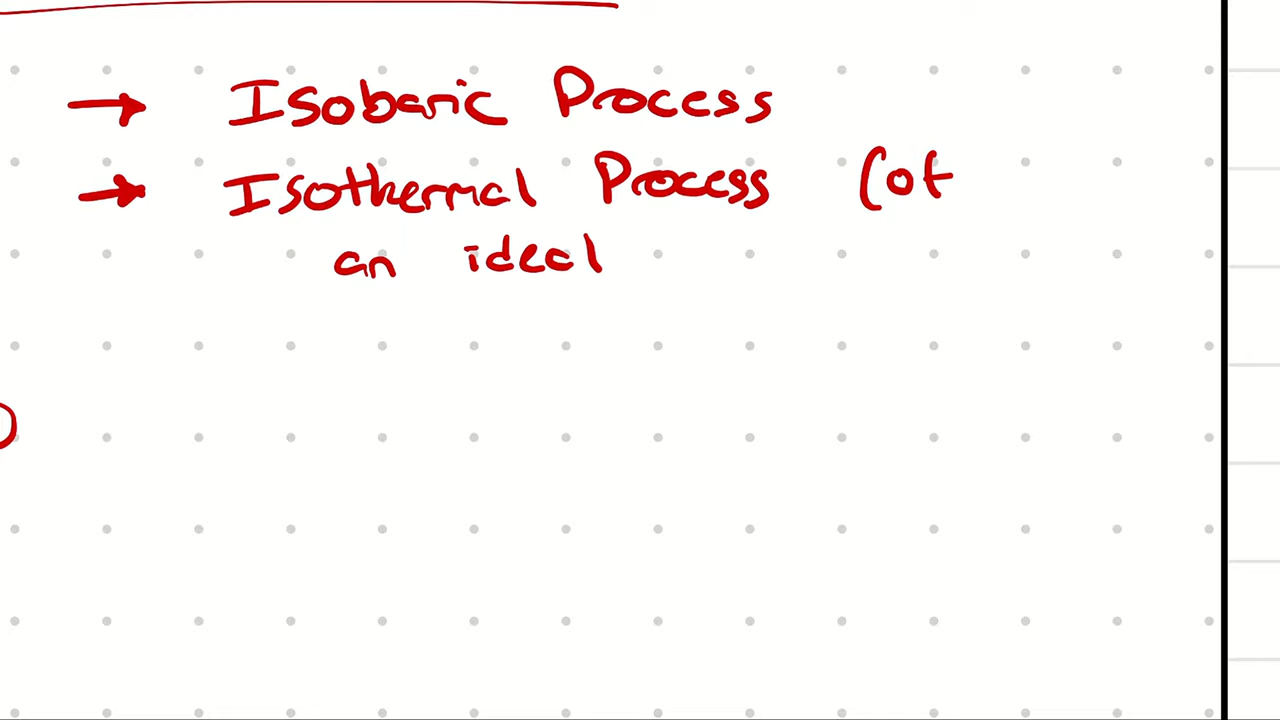 → Isobaric Process
→ Isothermal Process (of
an ideal